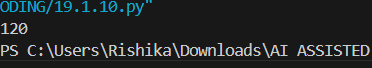 ODING/19.1.10.py"
120
PS C:\Users\Rishika\Downloads\AI ASSISTED